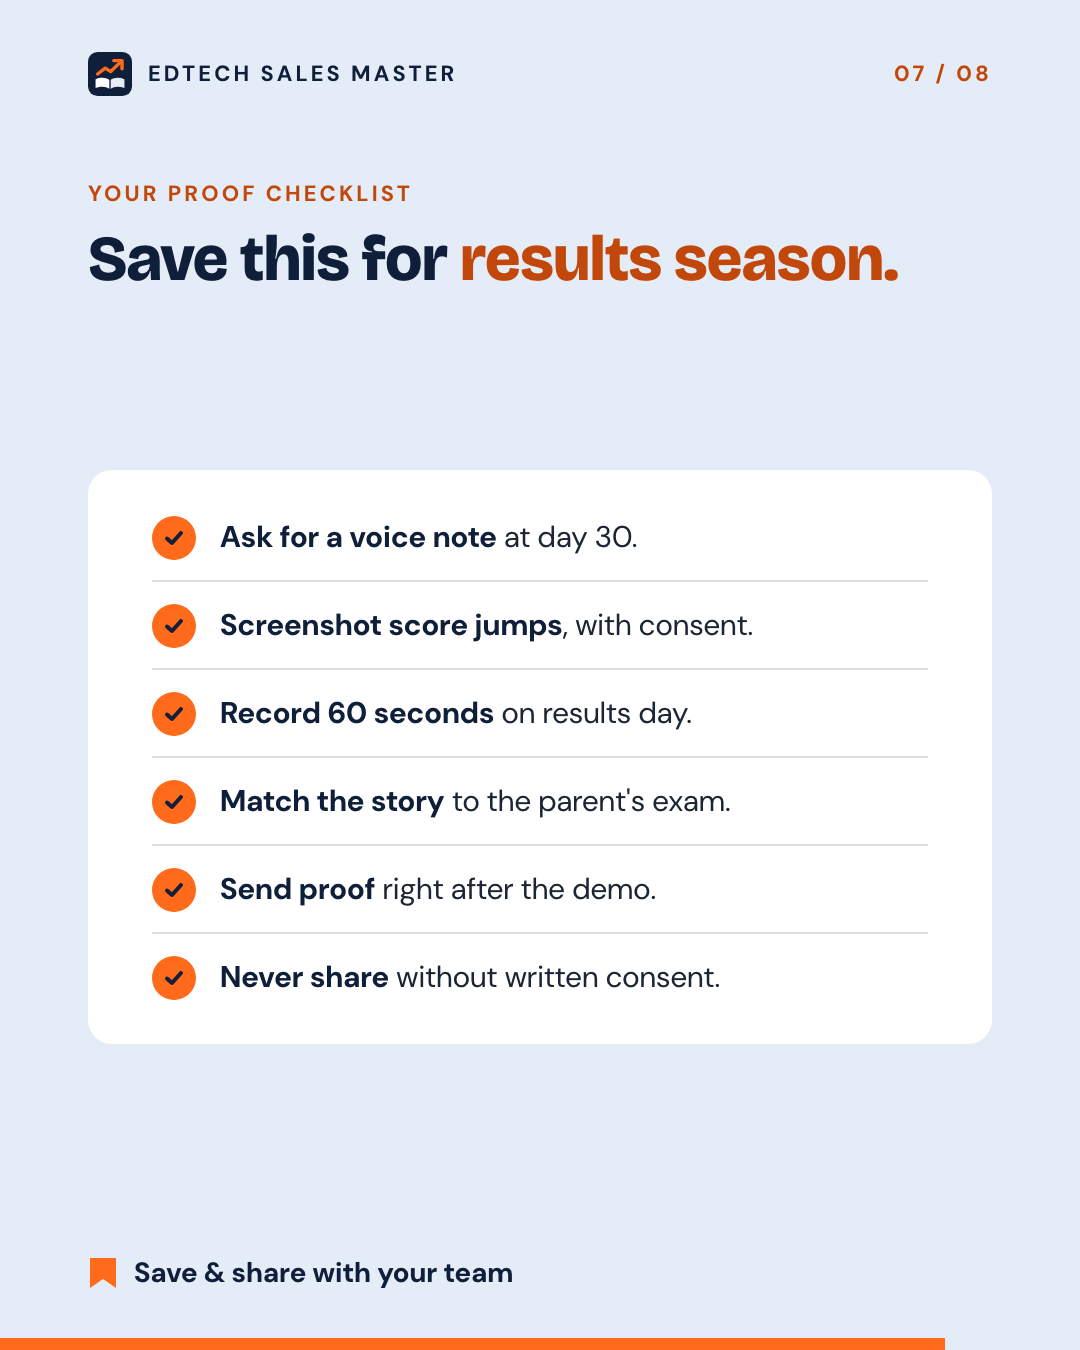 EDTECH SALES MASTER
07 / 08
YOUR PROOF CHECKLIST
Save this for results season.
Ask for a voice note at day 30.
Screenshot score jumps, with consent.
Record 60 seconds on results day.
Match the story to the parent's exam.
Send proof right after the demo.
Never share without written consent.
Save & share with your team